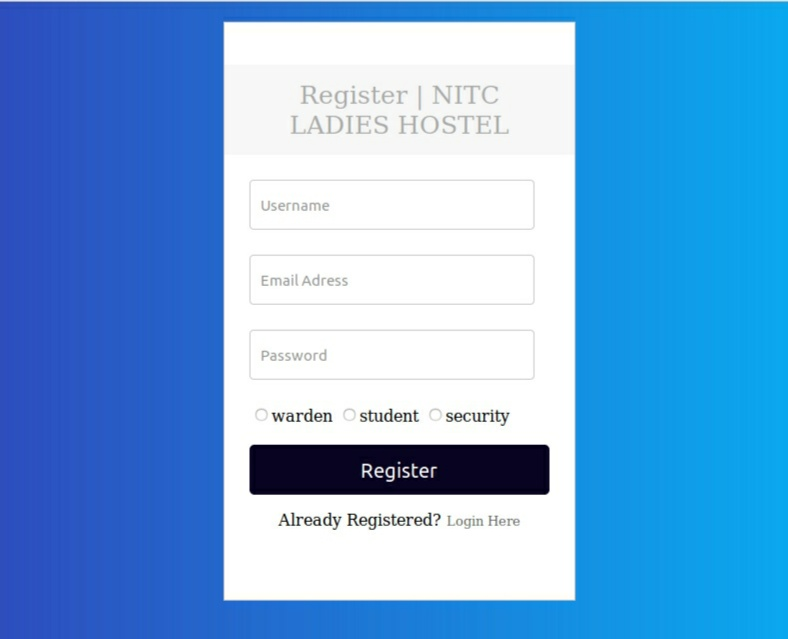 Register | NITC
LADIES HOSTEL
Username
Email Adress
Password
warden student security
Register
Already Registered? Login Here